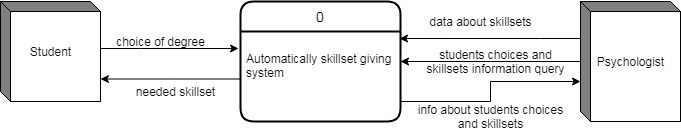 0
data about skillsets
Student
choice of degree
Automatically skillset giving
system
students choices and
skillsets information query
Psychologist
needed skillset
info about students choices
and skillsets